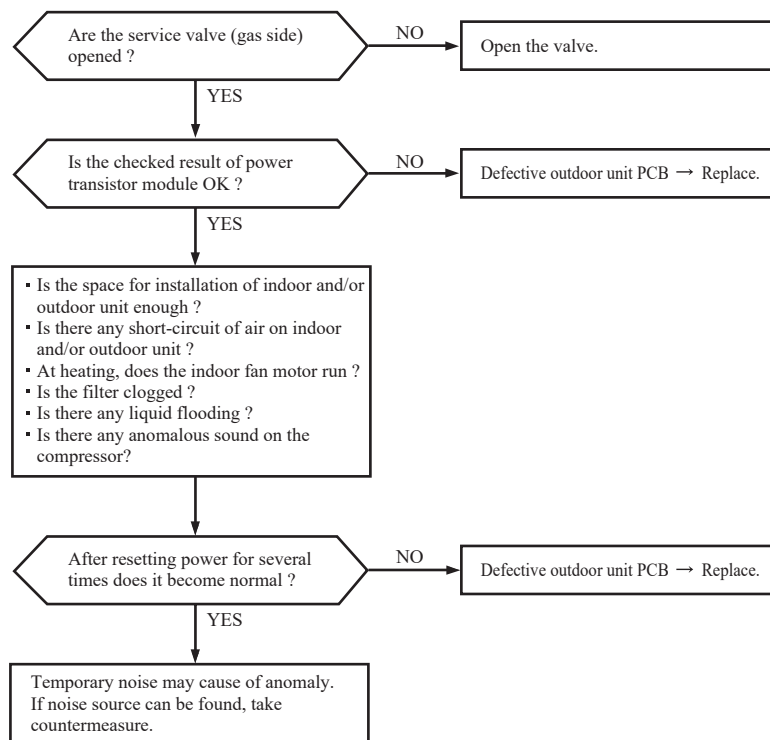 Are the service valve (gas side)
opened ?
NO
Open the valve.
YES
Is the checked result of power
transistor module OK ?
NO
Defective outdoor unit PCB → Replace.
YES
・Is the space for installation of indoor and/or
outdoor unit enough ?
・Is there any short-circuit of air on indoor
and/or outdoor unit ?
・At heating, does the indoor fan motor run ?
・Is the filter clogged ?
・Is there any liquid flooding ?
・Is there any anomalous sound on the
compressor?
After resetting power for several
times does it become normal ?
NO
Defective outdoor unit PCB → Replace.
YES
Temporary noise may cause of anomaly.
If noise source can be found, take
countermeasure.